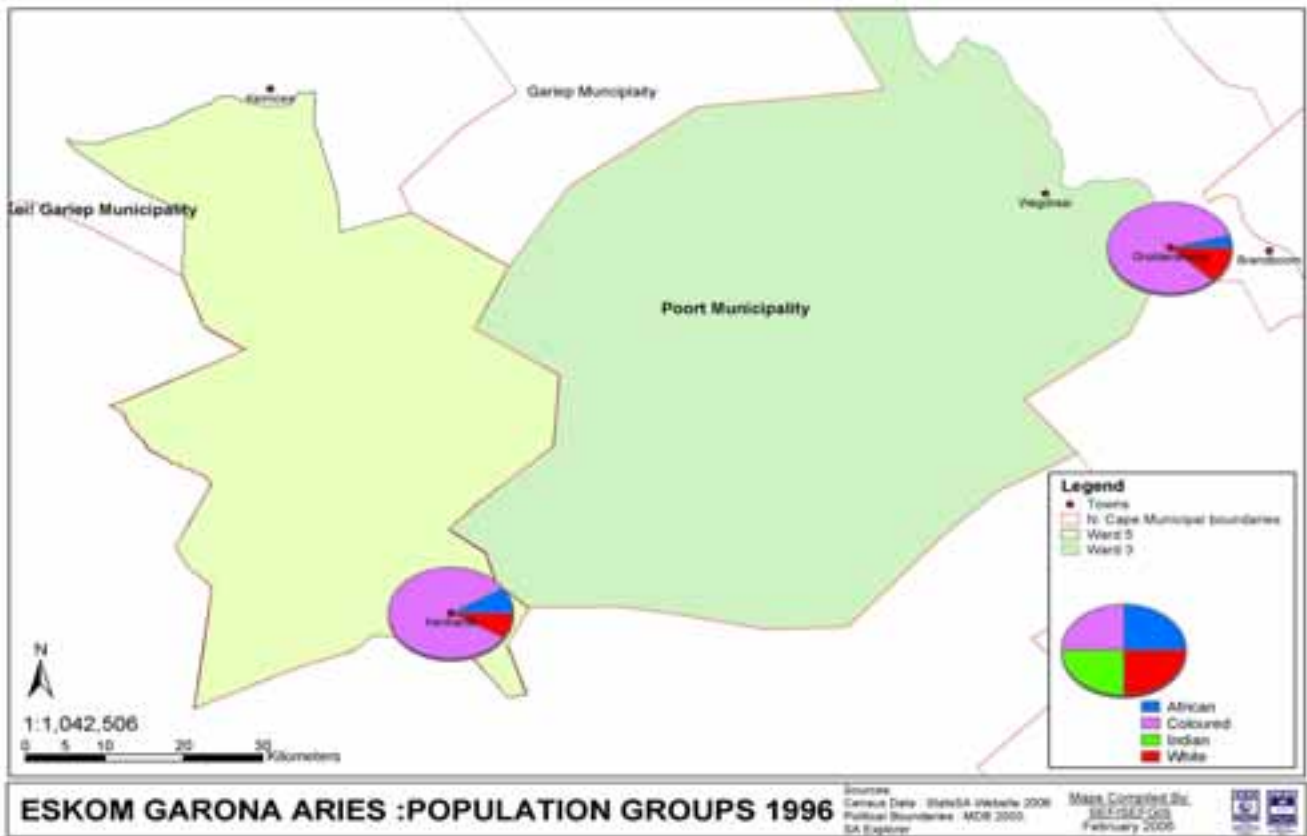 Gariep Municiplaity
Gariep Municipality
Poort Municipality
Legend
Towns
N. Cape Municipal boundaries
Ward 5
Ward 3
African
Coloured
Indian
White
N
1:1,042,506
0 5 10 20 30
Kilometers
ESKOM GARONA ARIES :POPULATION GROUPS 1996
Sources
Census Data : StatsSA Website 2006
Political Boundaries : MDB 2000
SA Explorer
Maps Compiled By:
February 2006